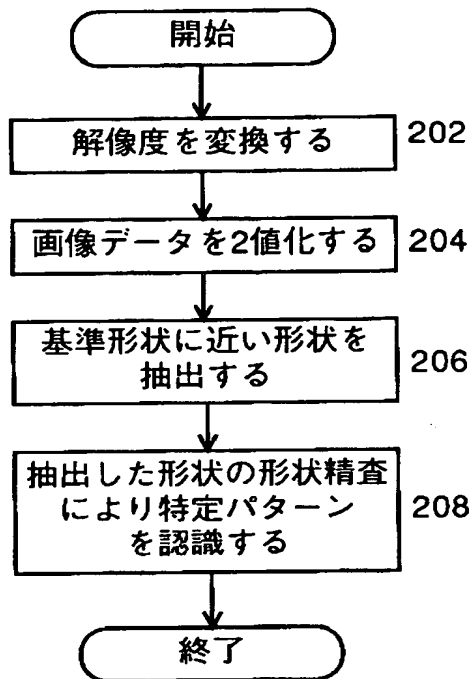 開始
解像度を変換する 202
画像データを2値化する 204
基準形状に近い形状を
抽出する
206
抽出した形状の形状精査
により特定パターン
を認識する
208
終了